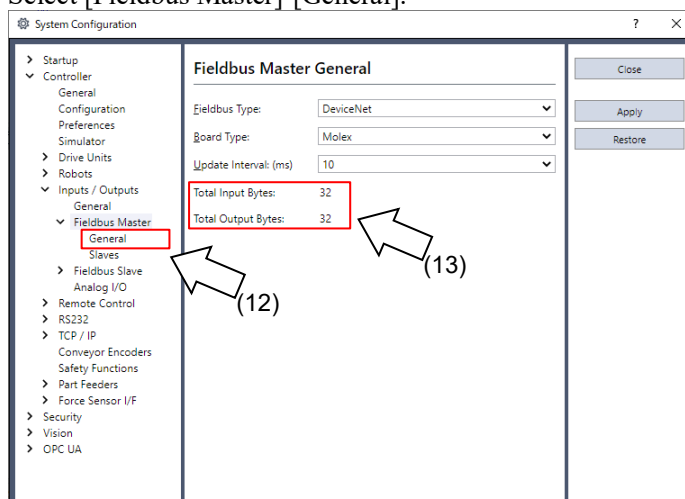 Select [Fieldbus Master]-[General].
System Configuration
Startup
Controller
General
Configuration
Preferences
Simulator
Drive Units
Robots
Inputs / Outputs
General
Fieldbus Master
General
Slaves
Fieldbus Slave
Analog I/O
Remote Control
RS232
TCP / IP
Conveyor Encoders
Safety Functions
Part Feeders
Force Sensor I/F
Security
Vision
OPC UA
(12)
Fieldbus Master General
Fieldbus Type: DeviceNet
Board Type: Molex
Update Interval: (ms) 10
Total Input Bytes: 32
Total Output Bytes: 32
(13)
Close
Apply
Restore